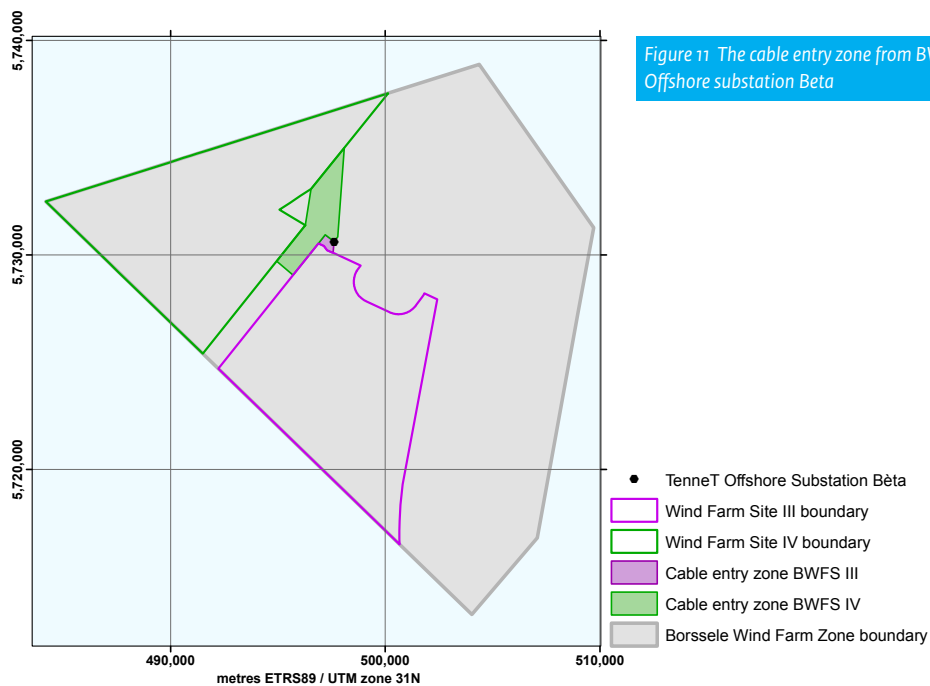 5,740,000
5,730,000
5,720,000
490,000
500,000
510,000
metres ETRS89 / UTM zone 31N
Figure 11 The cable entry zone from
Offshore substation Beta
TenneT Offshore Substation Bèta
Wind Farm Site III boundary
Wind Farm Site IV boundary
Cable entry zone BWFS III
Cable entry zone BWFS IV
Borssele Wind Farm Zone boundary